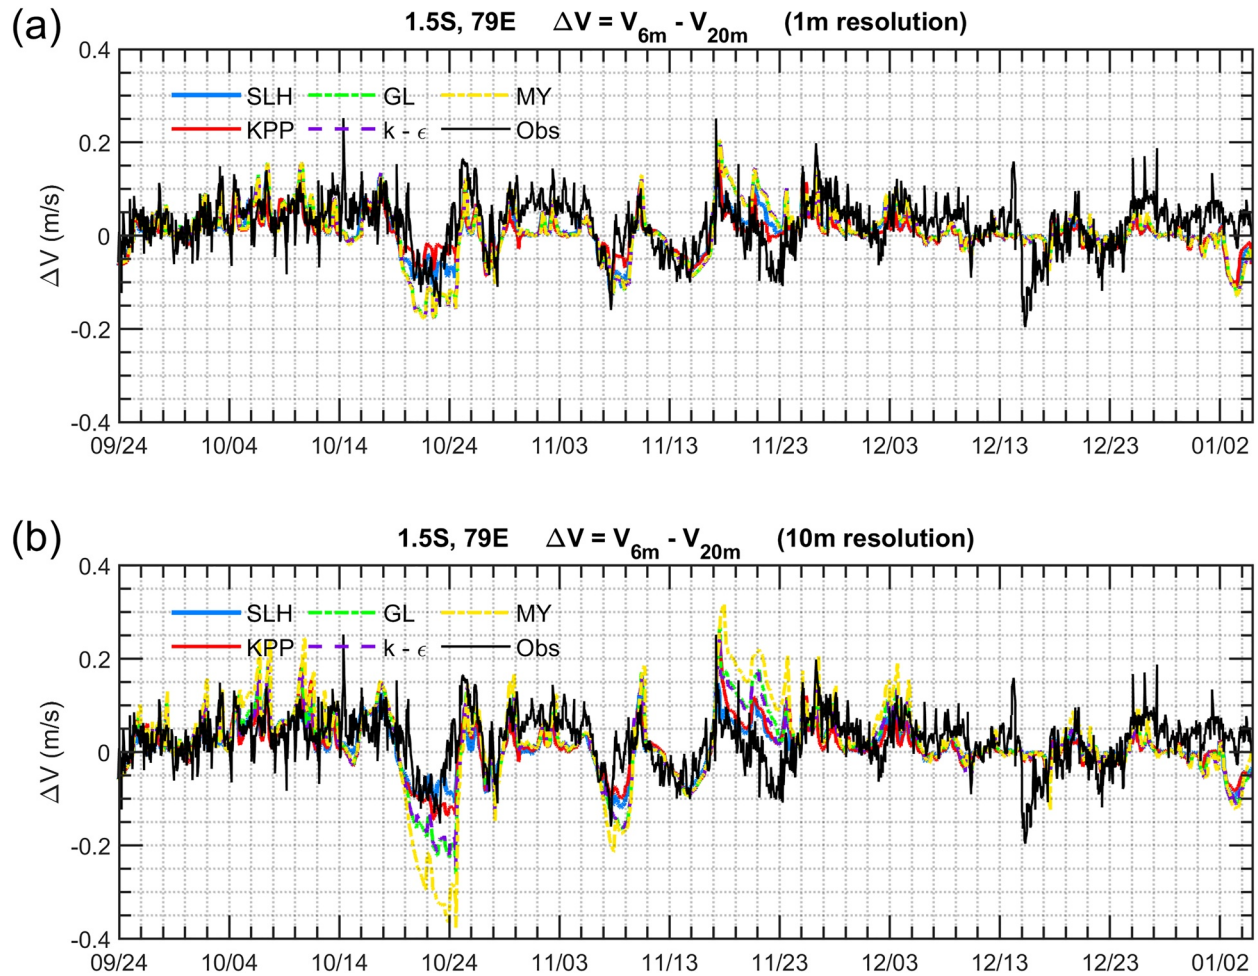 (a)
1.5S, 79E ΔV = V6m - V20m (1m resolution)
0.4
0.2
0
-0.2
-0.4
ΔV (m/s)
SLH GL MY
KPP k - ϵ Obs
09/24 10/04 10/14 10/24 11/03 11/13 11/23 12/03 12/13 12/23 01/02
(b)
1.5S, 79E ΔV = V6m - V20m (10m resolution)
0.4
0.2
0
-0.2
-0.4
ΔV (m/s)
SLH GL MY
KPP k - ϵ Obs
09/24 10/04 10/14 10/24 11/03 11/13 11/23 12/03 12/13 12/23 01/02